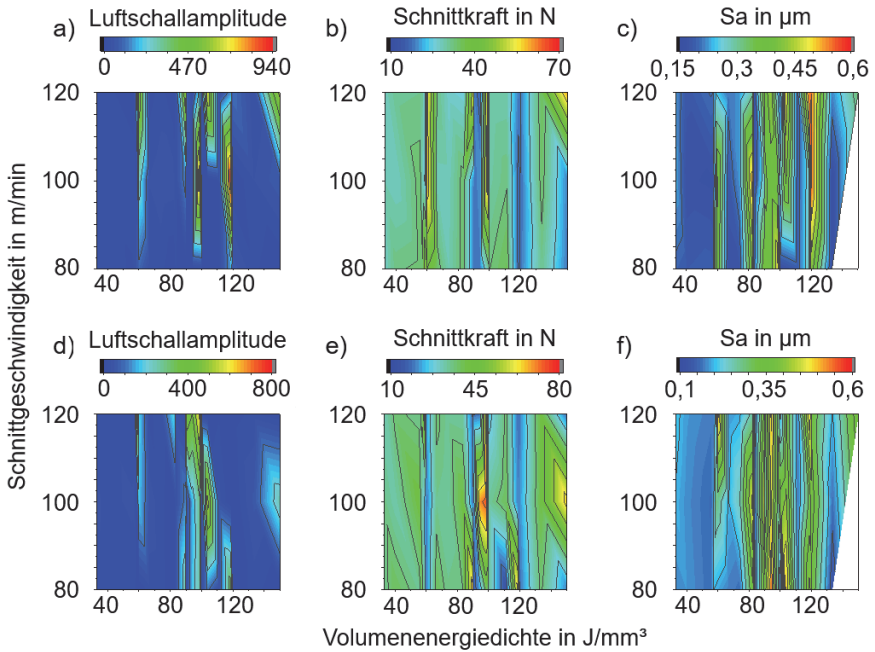 a) Luftschallamplitude
0 470 940
b) Schnittkraft in N
10 40 70
c) Sa in µm
0,15 0,3 0,45 0,6
120
100
80
40 80 120
120
100
80
40 80 120
120
100
80
40 80 120
Schnittgeschwindigkeit in m/min
d) Luftschallamplitude
0 400 800
e) Schnittkraft in N
10 45 80
f) Sa in µm
0,1 0,35 0,6
120
100
80
40 80 120
120
100
80
40 80 120
120
100
80
40 80 120
Volumenenergiedichte in J/mm³